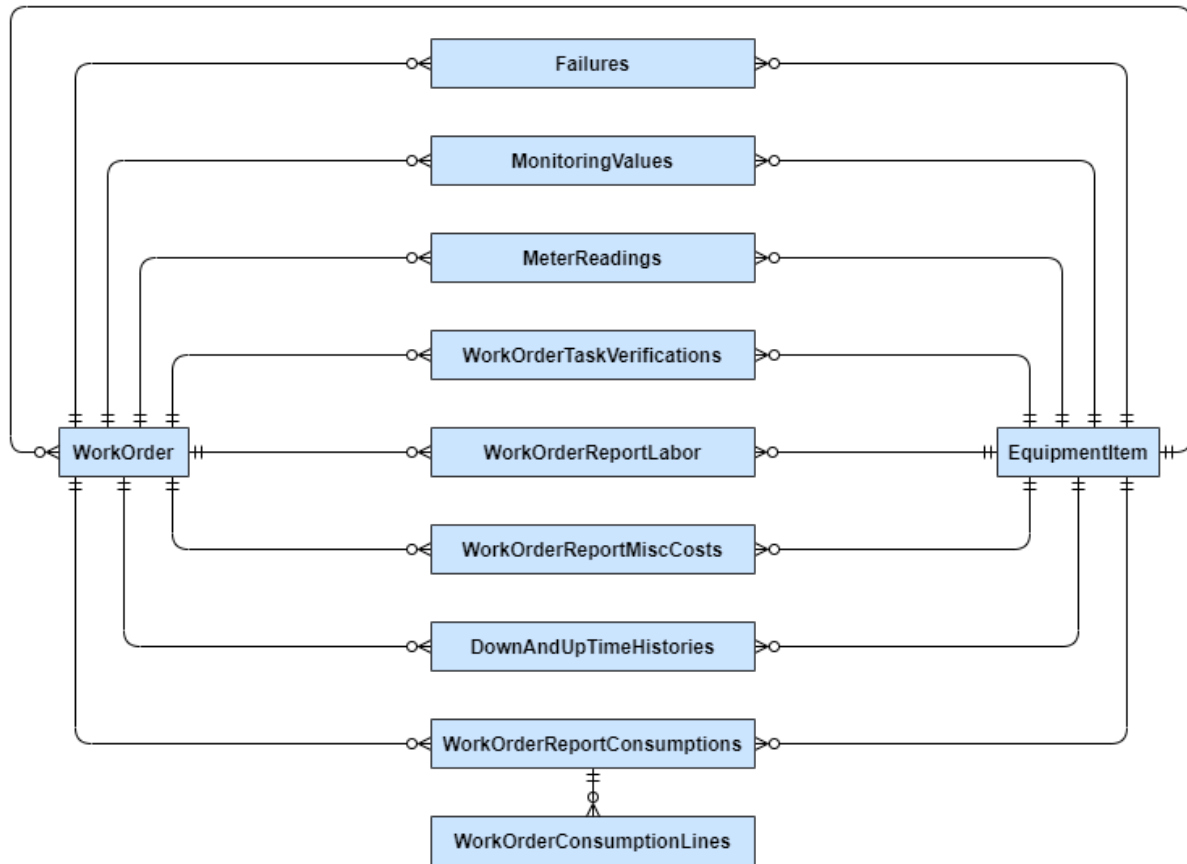 Failures
MonitoringValues
MeterReadings
WorkOrderTaskVerifications
WorkOrder
WorkOrderReportLabor
EquipmentItem
WorkOrderReportMiscCosts
DownAndUpTimeHistories
WorkOrderReportConsumptions
WorkOrderConsumptionLines